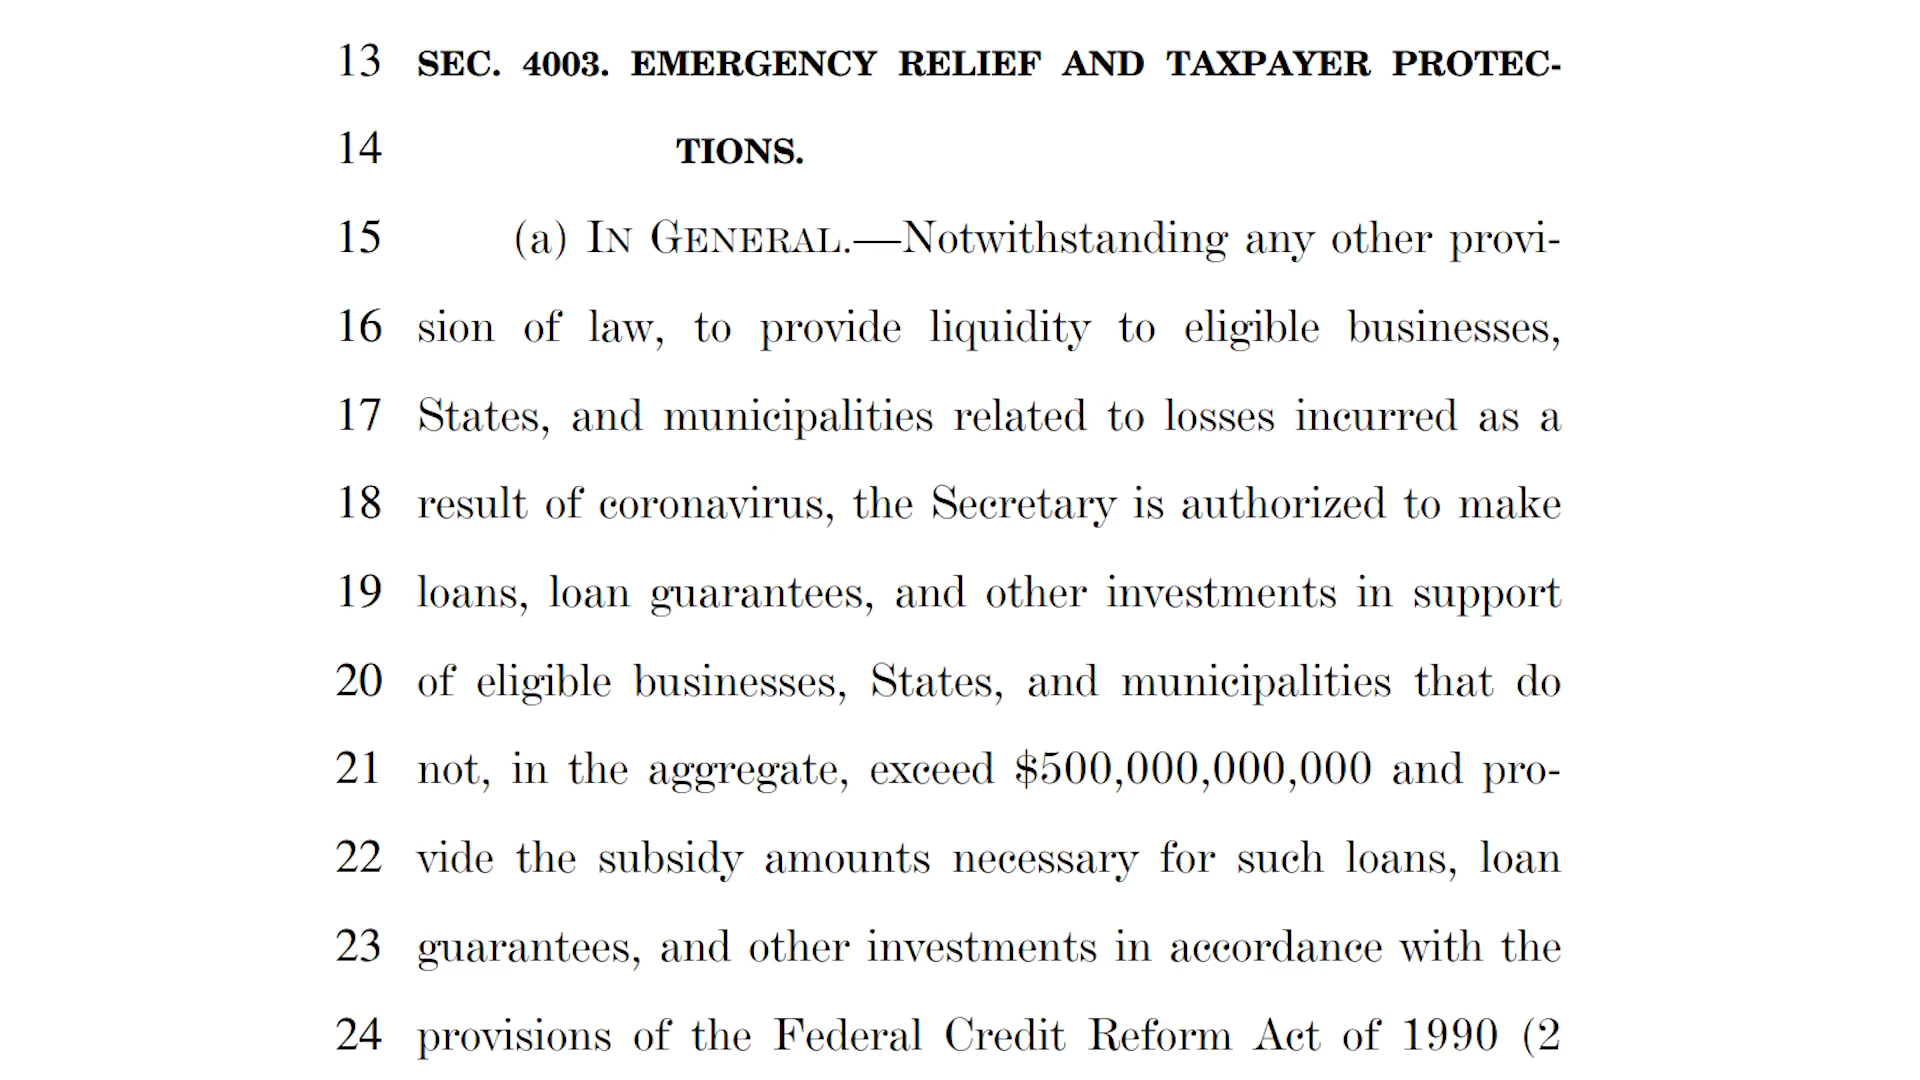 13 SEC. 4003. EMERGENCY RELIEF AND TAXPAYER PROTEC-
14 TIONS.
15 (a) IN GENERAL.—Notwithstanding any other provi-
16 sion of law, to provide liquidity to eligible businesses,
17 States, and municipalities related to losses incurred as a
18 result of coronavirus, the Secretary is authorized to make
19 loans, loan guarantees, and other investments in support
20 of eligible businesses, States, and municipalities that do
21 not, in the aggregate, exceed $500,000,000,000 and pro-
22 vide the subsidy amounts necessary for such loans, loan
23 guarantees, and other investments in accordance with the
24 provisions of the Federal Credit Reform Act of 1990 (2